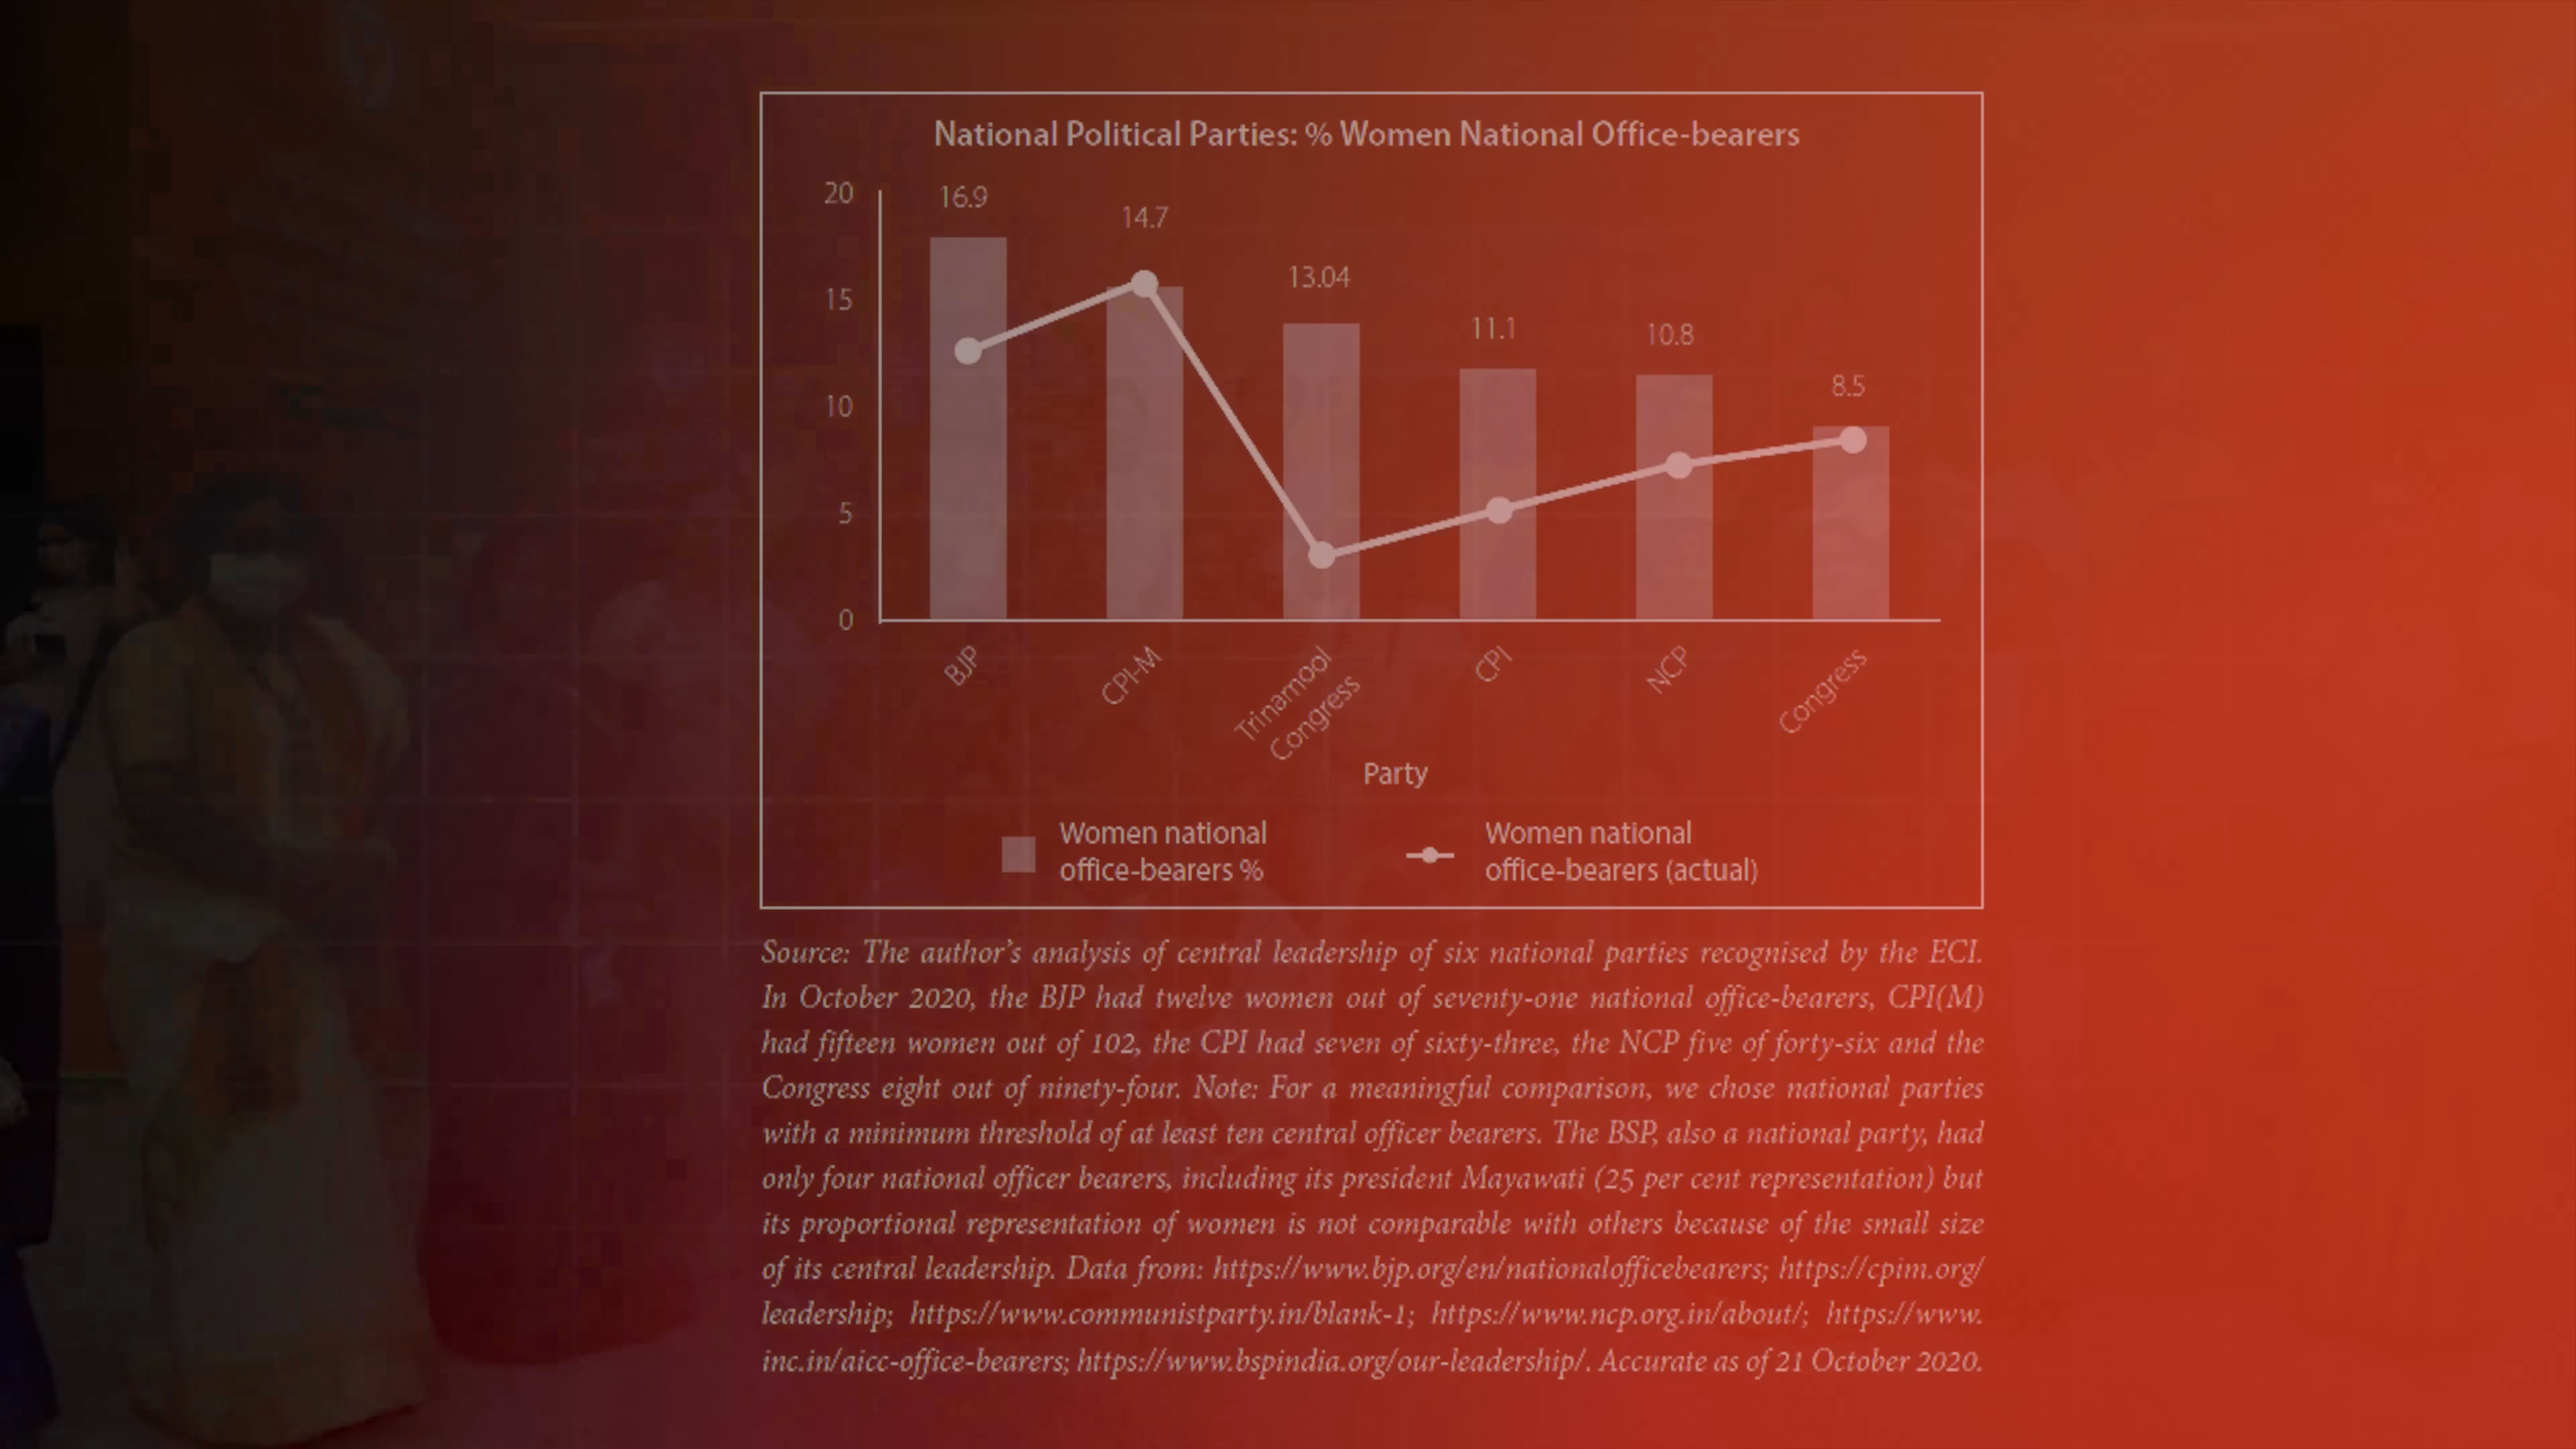 National Political Parties: % Women National Office-bearers
20
15
10
5
0
16.9
14.7
13.04
11.1
10.8
8.5
BJP
CPI-M
Trinamool
Congress
CPI
NCP
Congress
Party
Women national
office-bearers %
Women national
office-bearers (actual)
Source: The author's analysis of central leadership of six national parties recognised by the ECI.
In October 2020, the BJP had twelve women out of seventy-one national office-bearers, CPI(M)
had fifteen women out of 102, the CPI had seven of sixty-three, the NCP five of forty-six and the
Congress eight out of ninety-four. Note: For a meaningful comparison, we chose national parties
with a minimum threshold of at least ten central officer bearers. The BSP, also a national party, had
only four national officer bearers, including its president Mayawati (25 per cent representation) but
its proportional representation of women is not comparable with others because of the small size
of its central leadership. Data from: https://www.bjp.org/en/nationalofficebearers; https://cpim.org/
leadership; https://www.communistparty.in/blank-1; https://www.ncp.org.in/about/; https://www.
inc.in/aicc-office-bearers; https://www.bspindia.org/our-leadership/. Accurate as of 21 October 2020.